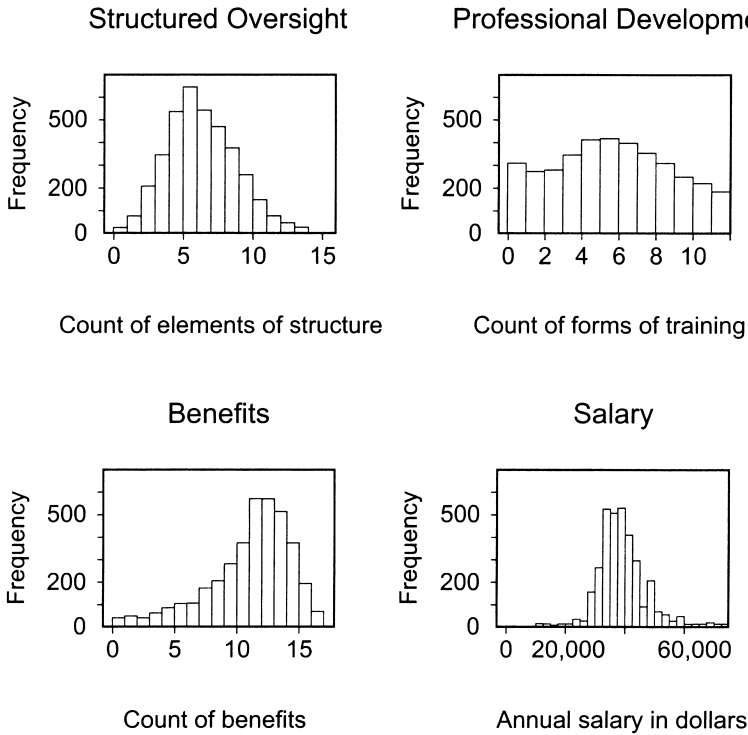 Structured Oversight
Frequency
500
200
0
0 5 10 15
Count of elements of structure
Professional Developme
Frequency
500
200
0
0 2 4 6 8 10
Count of forms of training
Benefits
Frequency
500
200
0
0 5 10 15
Count of benefits
Salary
Frequency
500
200
0
0 20,000 60,000
Annual salary in dollars